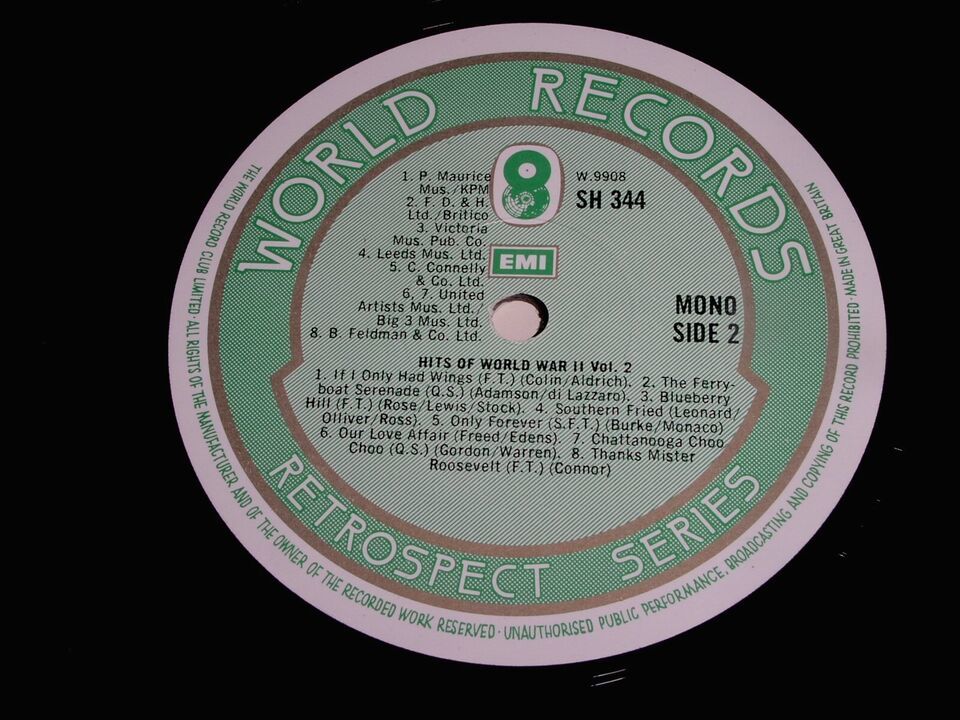 WORLD RECORDS
8
1. P. Maurice
Mus./KPM
2. F. D. & H.
Ltd./Britico
3. Victoria
Mus. Pub. Co.
4. Leeds Mus. Ltd.
5. C. Connelly
& Co. Ltd.
6, 7. United
Artists Mus. Ltd./
Big 3 Mus. Ltd.
8. B. Feldman & Co. Ltd.
W.9908
SH 344
EMI
MONO
SIDE 2
HITS OF WORLD WAR II Vol. 2
1. If I Only Had Wings (F.T.) (Colin/Aldrich). 2. The Ferry-
boat Serenade (Q.S.) (Adamson/di Lazzaro). 3. Blueberry
Hill (F.T.) (Rose/Lewis/Stock). 4. Southern Fried (Leonard/
Olliver/Ross). 5. Only Forever (S.F.T.) (Burke/Monaco)
6. Our Love Affair (Freed/Edens). 7. Chattanooga Choo
Choo (Q.S.) (Gordon/Warren). 8. Thanks Mister
Roosevelt (F.T.) (Connor)
RETROSPECT SERIES
THE WORLD RECORD CLUB LIMITED · ALL RIGHTS OF THE MANUFACTURER AND OF THE OWNER OF THE RECORDED WORK RESERVED · UNAUTHORISED PUBLIC PERFORMANCE, BROADCASTING AND COPYING OF THIS RECORD PROHIBITED · MADE IN GREAT BRITAIN